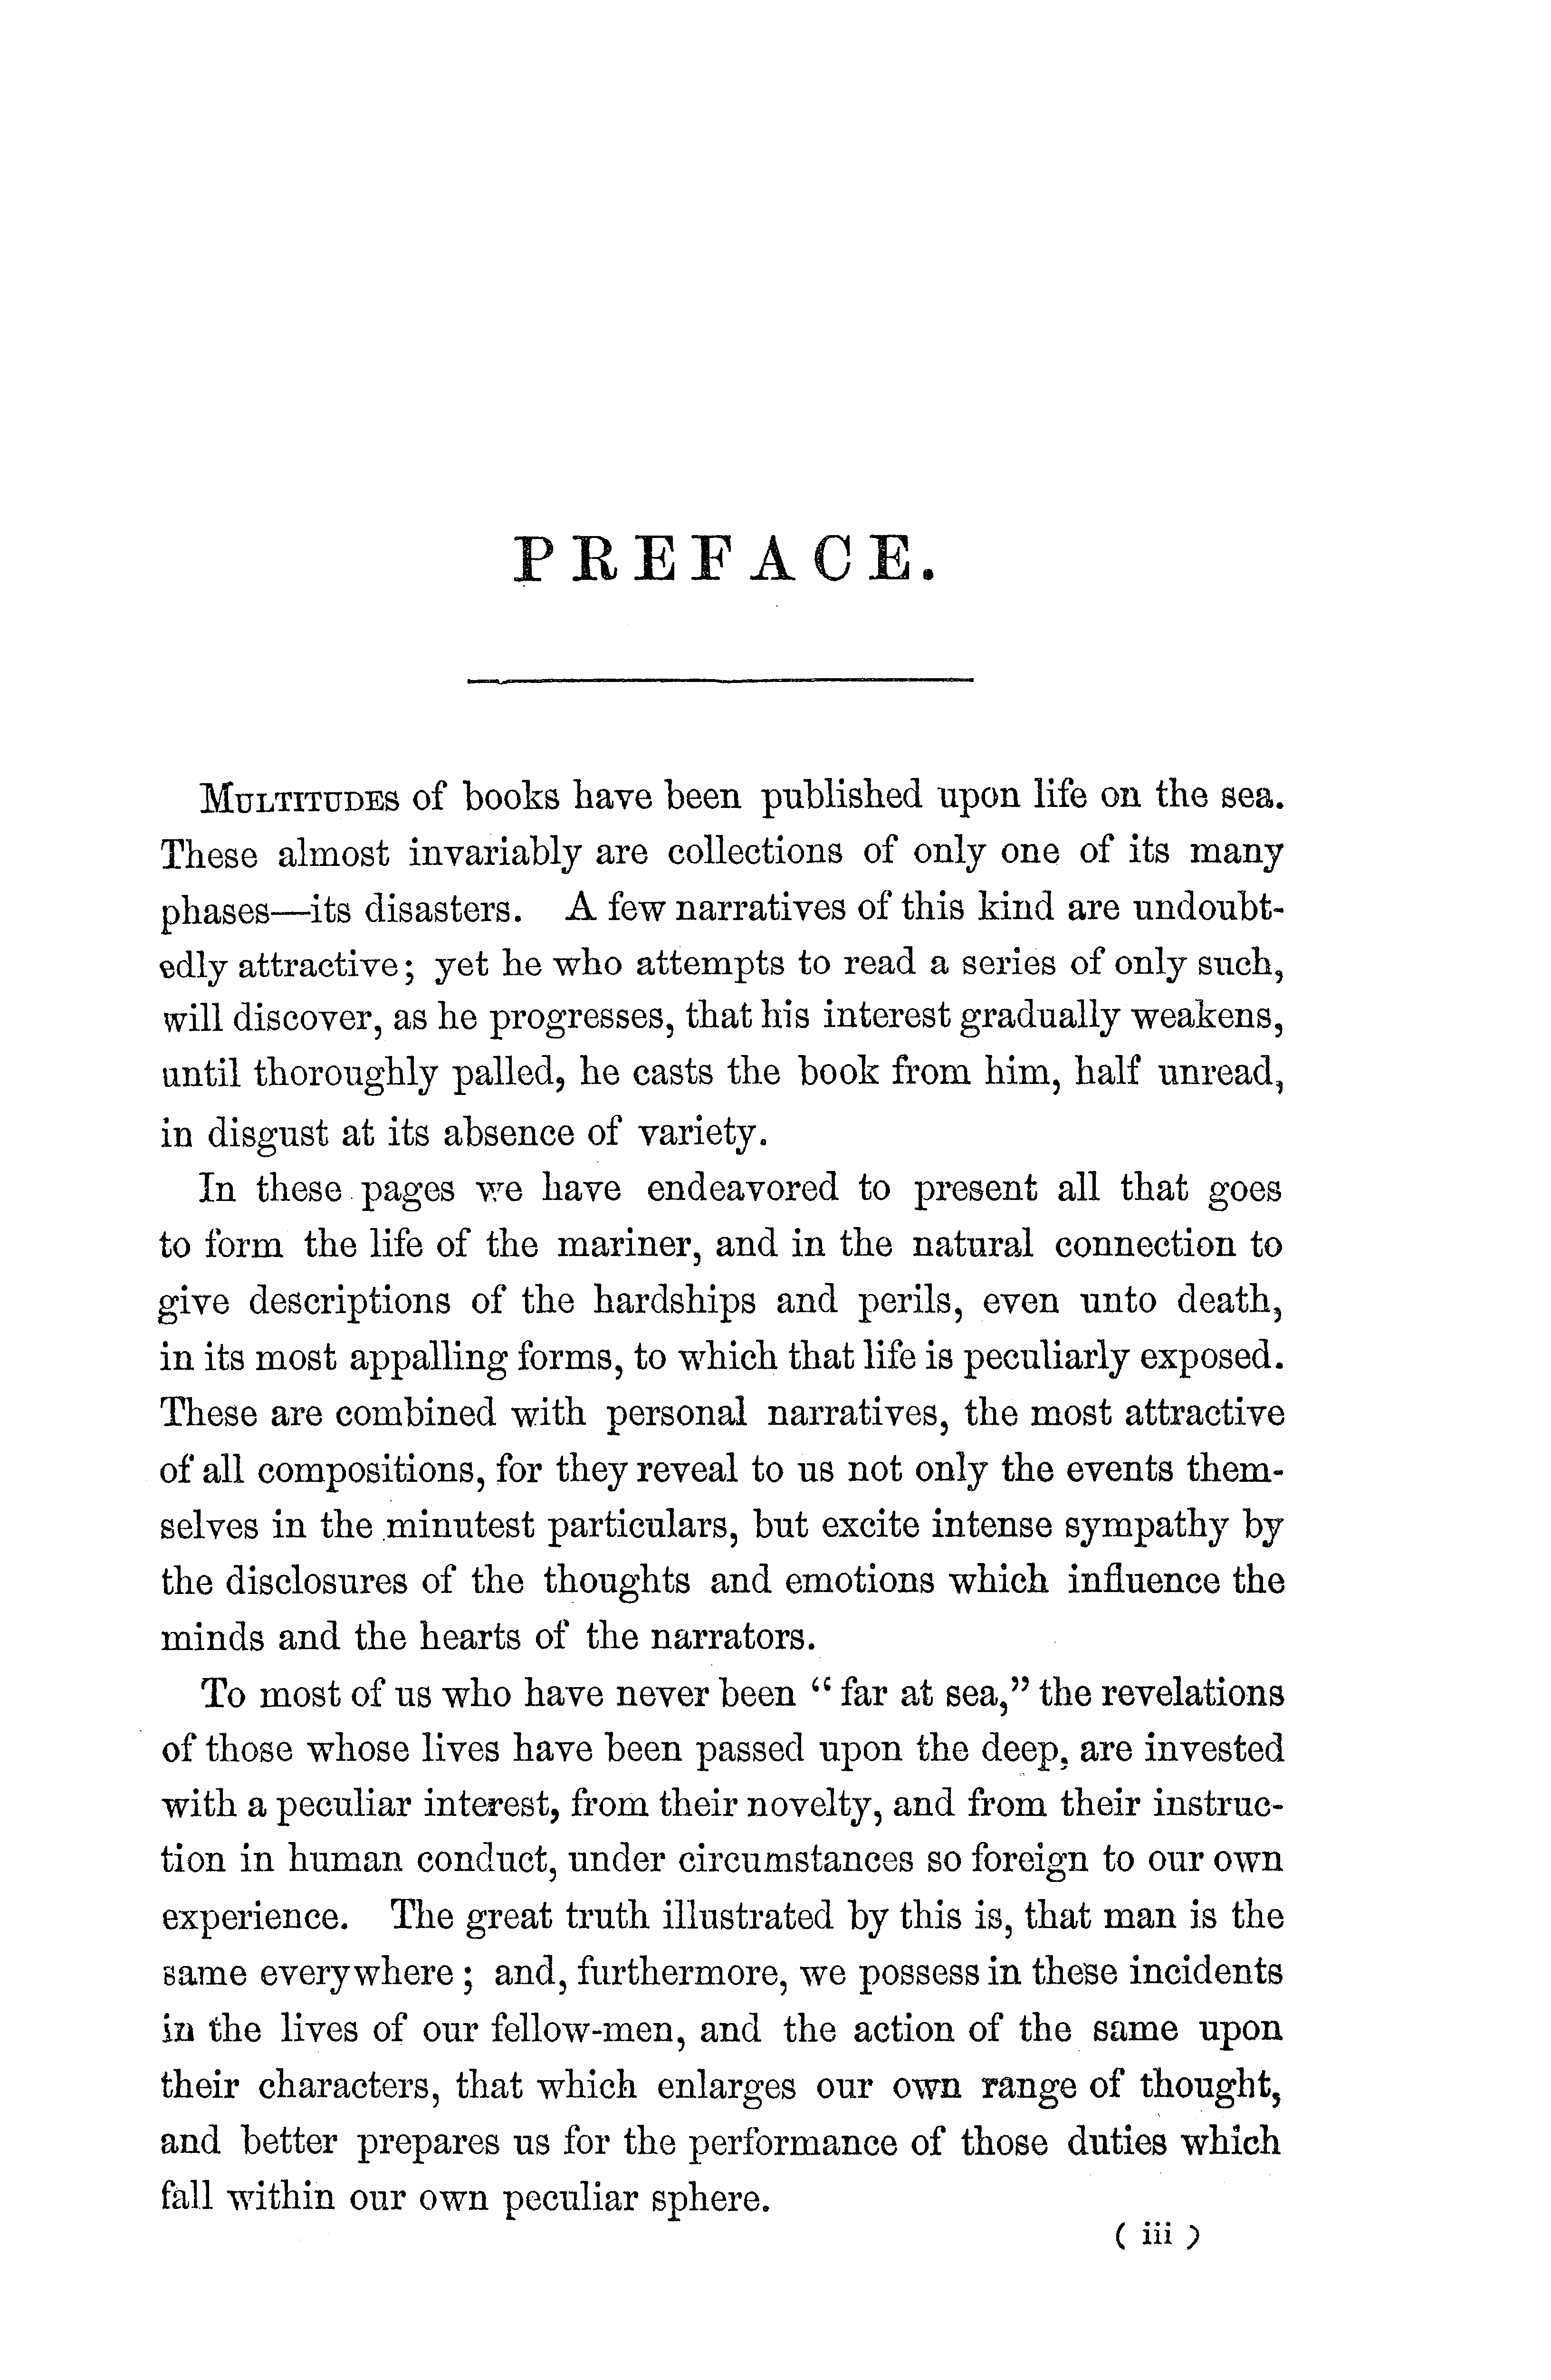 PREFACE.
MULTITUDES of books have been published upon life on the sea.
These almost invariably are collections of only one of its many
phases—its disasters. A few narratives of this kind are undoubt-
edly attractive; yet he who attempts to read a series of only such,
will discover, as he progresses, that his interest gradually weakens,
until thoroughly palled, he casts the book from him, half unread,
in disgust at its absence of variety.
In these pages we have endeavored to present all that goes
to form the life of the mariner, and in the natural connection to
give descriptions of the hardships and perils, even unto death,
in its most appalling forms, to which that life is peculiarly exposed.
These are combined with personal narratives, the most attractive
of all compositions, for they reveal to us not only the events them-
selves in the minutest particulars, but excite intense sympathy by
the disclosures of the thoughts and emotions which influence the
minds and the hearts of the narrators.
To most of us who have never been “far at sea,” the revelations
of those whose lives have been passed upon the deep, are invested
with a peculiar interest, from their novelty, and from their instruc-
tion in human conduct, under circumstances so foreign to our own
experience. The great truth illustrated by this is, that man is the
same everywhere; and, furthermore, we possess in these incidents
in the lives of our fellow-men, and the action of the same upon
their characters, that which enlarges our own range of thought,
and better prepares us for the performance of those duties which
fall within our own peculiar sphere.
( iii )